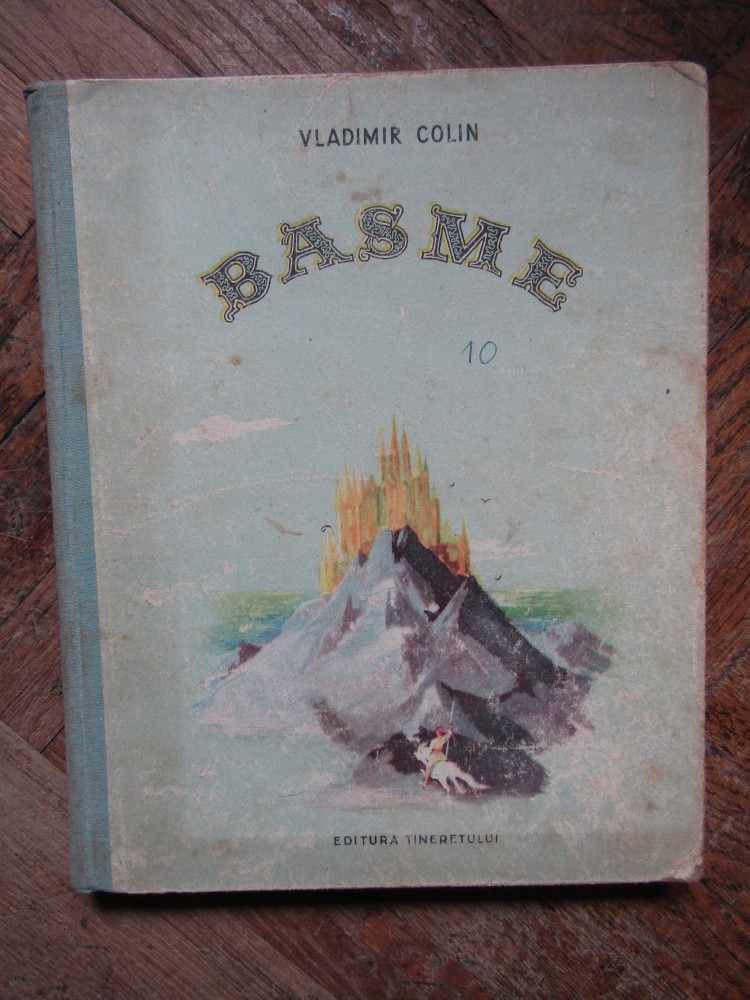 VLADIMIR COLIN
BASME
10
EDITURA TINERETULUI